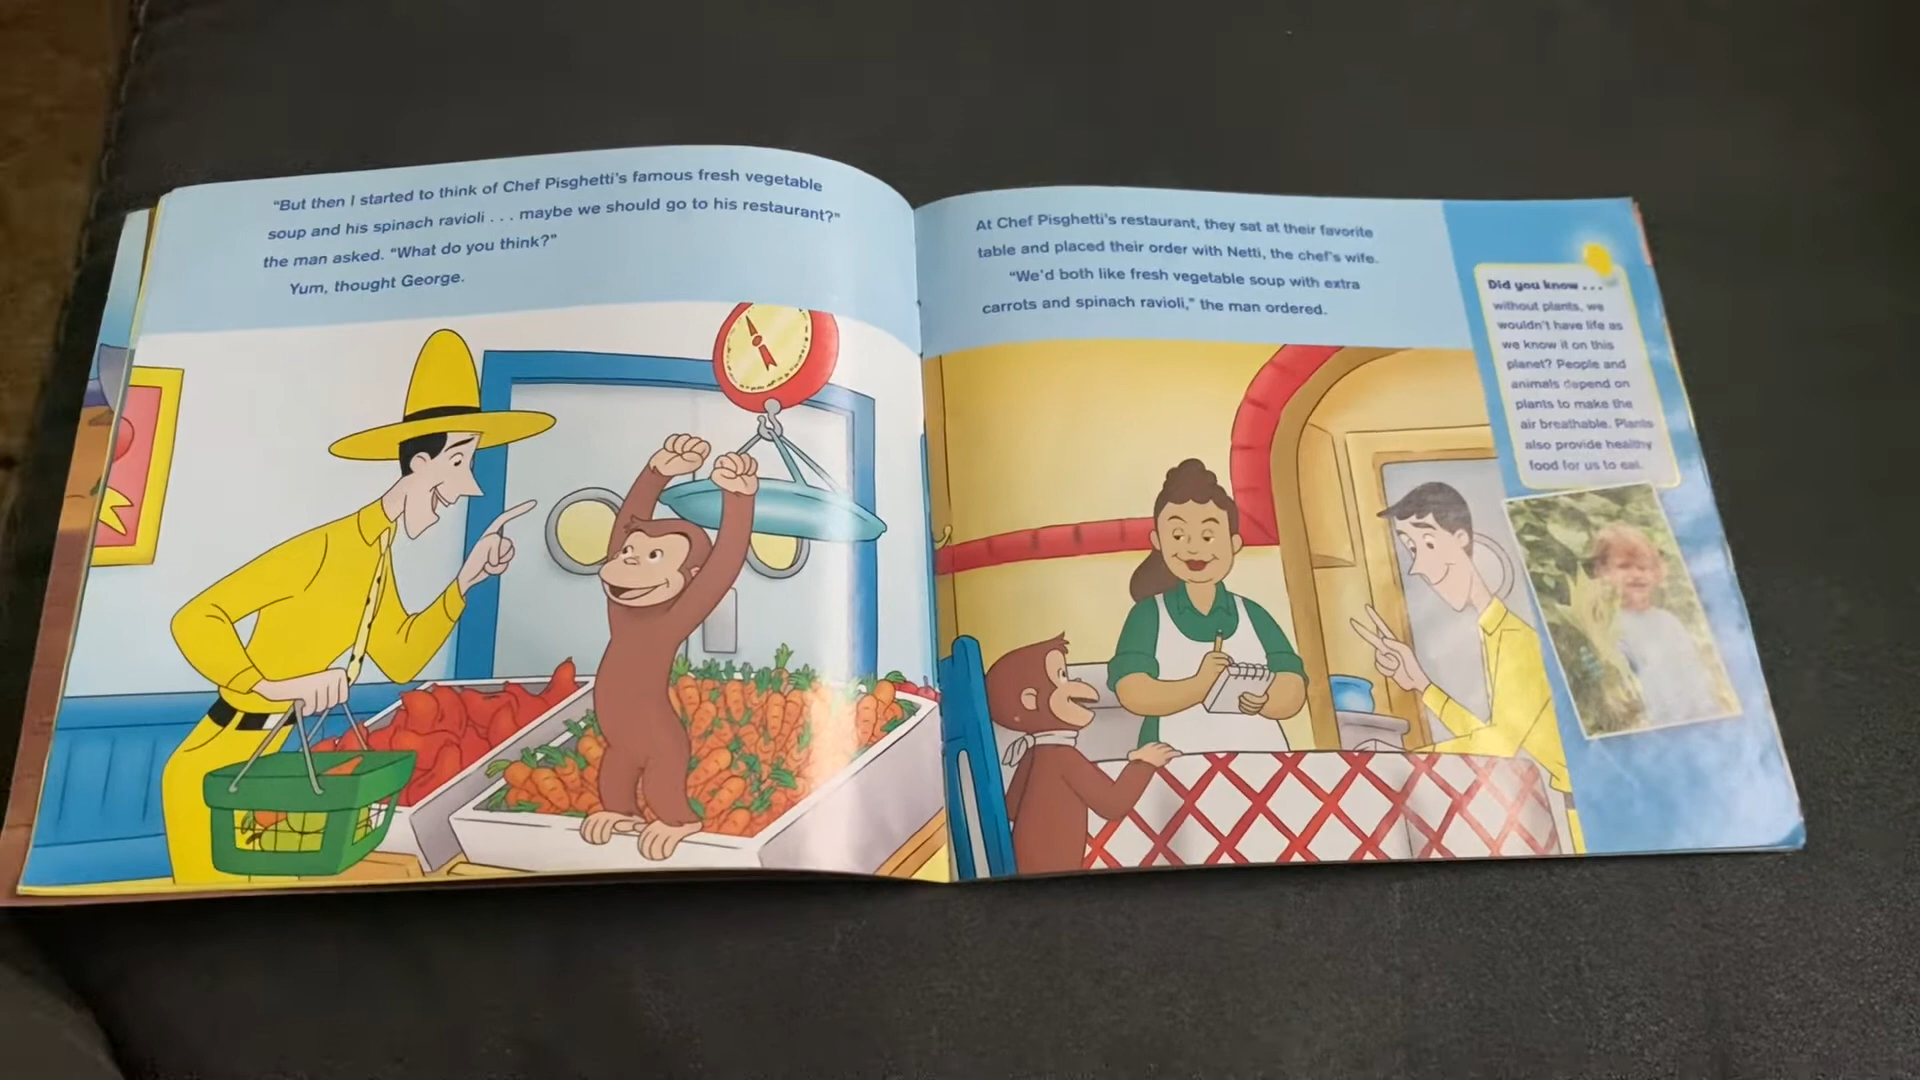 "But then I started to think of Chef Pisghetti's famous fresh vegetable
soup and his spinach ravioli . . . maybe we should go to his restaurant?"
the man asked. "What do you think?"
Yum, thought George.
At Chef Pisghetti's restaurant, they sat at their favorite
table and placed their order with Netti, the chef's wife.
"We'd both like fresh vegetable soup with extra
carrots and spinach ravioli," the man ordered.
Did you know . . .
without plants, we
wouldn't have life as
we know it on this
planet? People and
animals depend on
plants to make the
air breathable. Plants
also provide healthy
food for us to eat.